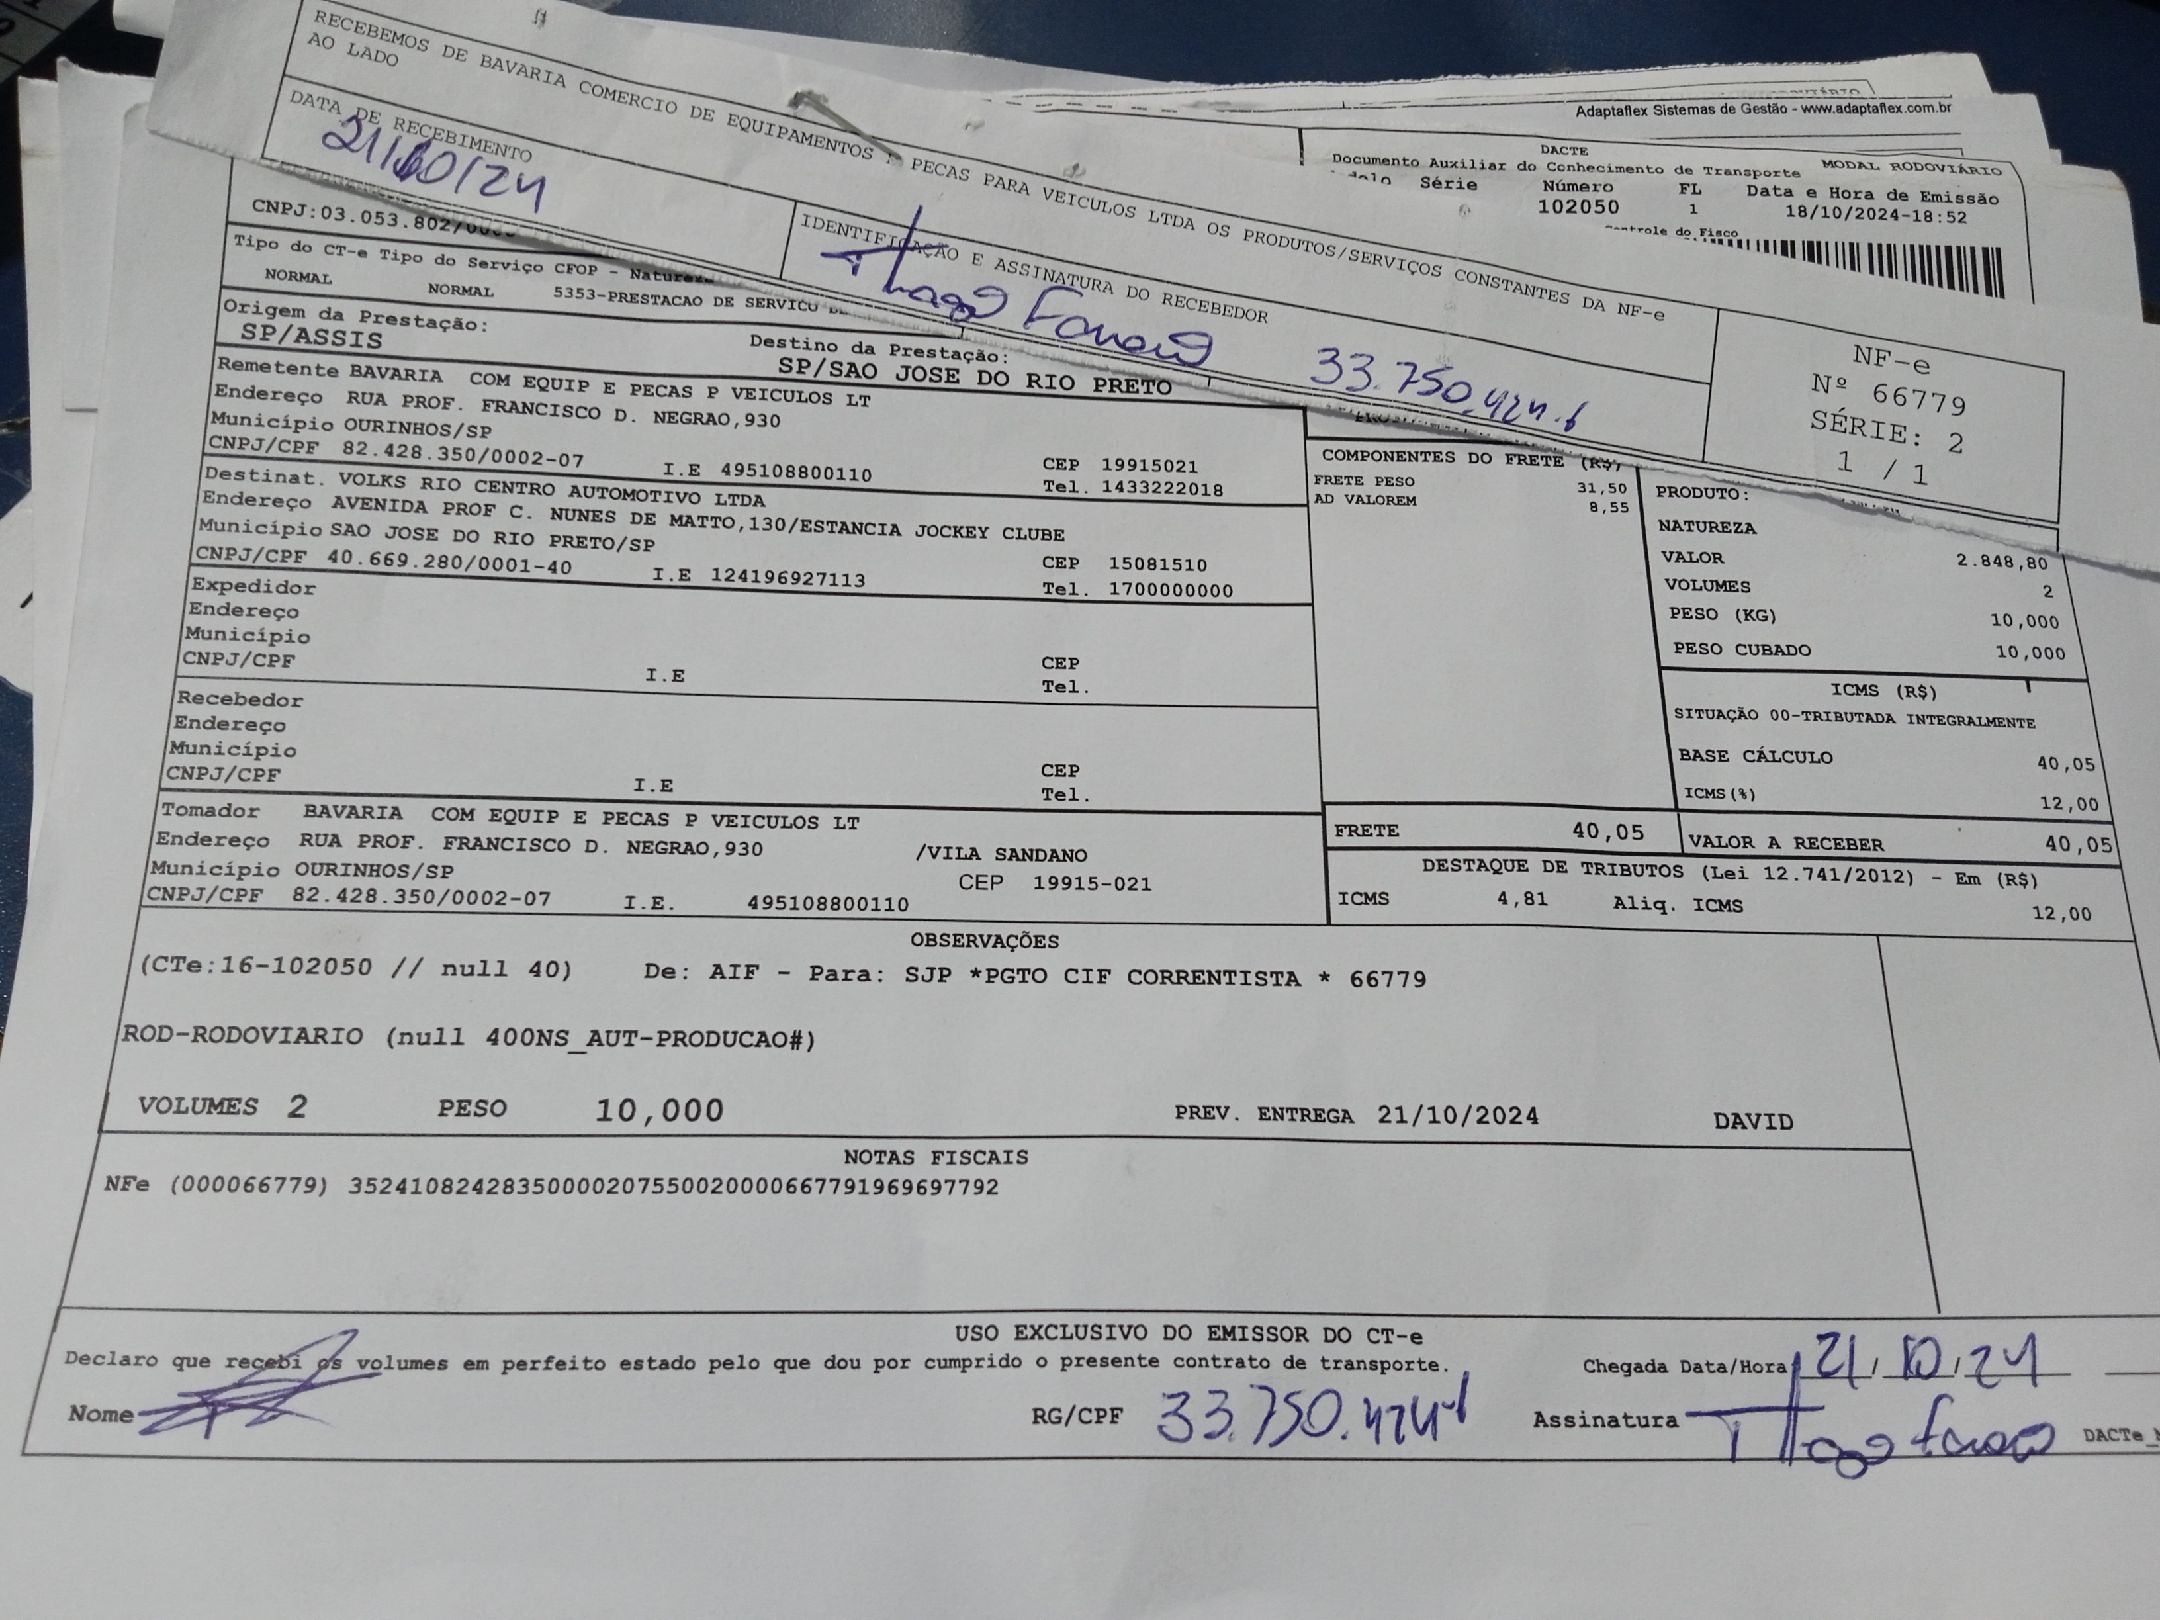 RECEBEMOS DE BAVARIA COMERCIO DE EQUIPAMENTOS PECAS PARA VEICULOS LTDA OS PRODUTOS/SERVIÇOS CONSTANTES DA NF-e
AO LADO
DATA DE RECEBIMENTO
21/10/24
IDENTIFICAÇÃO E ASSINATURA DO RECEBEDOR
33.750.424-1
NF-e
Nº 66779
SÉRIE: 2
1 / 1
Adaptaflex Sistemas de Gestão - www.adaptaflex.com.br
DACTE
Documento Auxiliar do Conhecimento de Transporte
MODAL RODOVIÁRIO
Série Número FL Data e Hora de Emissão
102050 1 18/10/2024-18:52
do Fisco
CNPJ:03.053.802/
Tipo do CT-e Tipo do Serviço CFOP -
NORMAL NORMAL 5353-PRESTACAO DE SERVICO
Origem da Prestação: Destino da Prestação:
SP/ASSIS SP/SAO JOSE DO RIO PRETO
Remetente BAVARIA COM EQUIP E PECAS P VEICULOS LT
Endereço RUA PROF. FRANCISCO D. NEGRAO,930
Município OURINHOS/SP CEP 19915021
CNPJ/CPF 82.428.350/0002-07 I.E 495108800110 Tel. 1433222018
Destinat. VOLKS RIO CENTRO AUTOMOTIVO LTDA
Endereço AVENIDA PROF C. NUNES DE MATTO,130/ESTANCIA JOCKEY CLUBE
Município SAO JOSE DO RIO PRETO/SP CEP 15081510
CNPJ/CPF 40.669.280/0001-40 I.E 124196927113 Tel. 1700000000
Expedidor
Endereço
Município CEP
CNPJ/CPF I.E Tel.
Recebedor
Endereço
Município CEP
CNPJ/CPF I.E Tel.
Tomador BAVARIA COM EQUIP E PECAS P VEICULOS LT
Endereço RUA PROF. FRANCISCO D. NEGRAO,930 /VILA SANDANO
Município OURINHOS/SP CEP 19915-021
CNPJ/CPF 82.428.350/0002-07 I.E. 495108800110
COMPONENTES DO FRETE (R$)
FRETE PESO 31,50
AD VALOREM 8,55
PRODUTO:
NATUREZA
VALOR 2.848,80
VOLUMES 2
PESO (KG) 10,000
PESO CUBADO 10,000
ICMS (R$)
SITUAÇÃO 00-TRIBUTADA INTEGRALMENTE
BASE CÁLCULO 40,05
ICMS(%) 12,00
FRETE 40,05 VALOR A RECEBER 40,05
DESTAQUE DE TRIBUTOS (Lei 12.741/2012) - Em (R$)
ICMS 4,81 Aliq. ICMS 12,00
OBSERVAÇÕES
(CTe:16-102050 // null 40) De: AIF - Para: SJP *PGTO CIF CORRENTISTA * 66779
ROD-RODOVIARIO (null 400NS_AUT-PRODUCAO#)
VOLUMES 2 PESO 10,000 PREV. ENTREGA 21/10/2024 DAVID
NOTAS FISCAIS
NFe (000066779) 35241082428350000207550020000667791969697792
USO EXCLUSIVO DO EMISSOR DO CT-e
Declaro que recebi os volumes em perfeito estado pelo que dou por cumprido o presente contrato de transporte. Chegada Data/Hora 21/10/24
Nome RG/CPF 33.750.424-1 Assinatura
DACTe